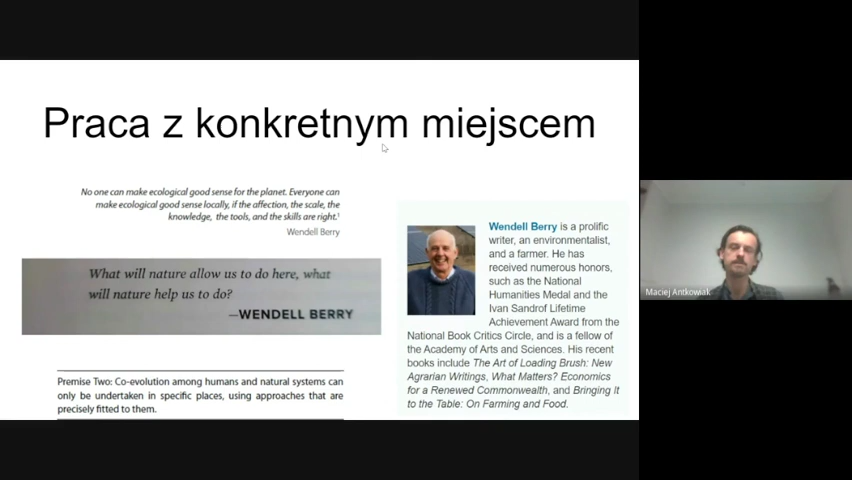 Praca z konkretnym miejscem
No one can make ecological good sense for the planet. Everyone can
make ecological good sense locally, if the affection, the scale, the
knowledge, the tools, and the skills are right.¹
Wendell Berry
What will nature allow us to do here, what
will nature help us to do?
—WENDELL BERRY
Premise Two: Co-evolution among humans and natural systems can
only be undertaken in specific places, using approaches that are
precisely fitted to them.
Wendell Berry is a prolific
writer, an environmentalist,
and a farmer. He has
received numerous honors,
such as the National
Humanities Medal and the
Ivan Sandrof Lifetime
Achievement Award from the
National Book Critics Circle, and is a fellow of
the Academy of Arts and Sciences. His recent
books include The Art of Loading Brush: New
Agrarian Writings, What Matters? Economics
for a Renewed Commonwealth, and Bringing It
to the Table: On Farming and Food.
Maciej Antkowiak